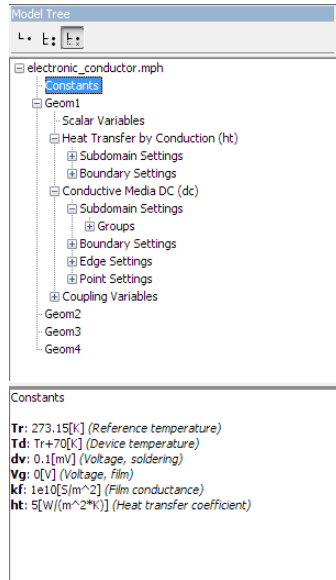 Model Tree
electronic_conductor.mph
Constants
Geom1
Scalar Variables
Heat Transfer by Conduction (ht)
Subdomain Settings
Boundary Settings
Conductive Media DC (dc)
Subdomain Settings
Groups
Boundary Settings
Edge Settings
Point Settings
Coupling Variables
Geom2
Geom3
Geom4
Constants
Tr: 273.15[K] (Reference temperature)
Td: Tr+70[K] (Device temperature)
dv: 0.1[mV] (Voltage, soldering)
Vg: 0[V] (Voltage, film)
kf: 1e10[S/m^2] (Film conductance)
ht: 5[W/(m^2*K)] (Heat transfer coefficient)